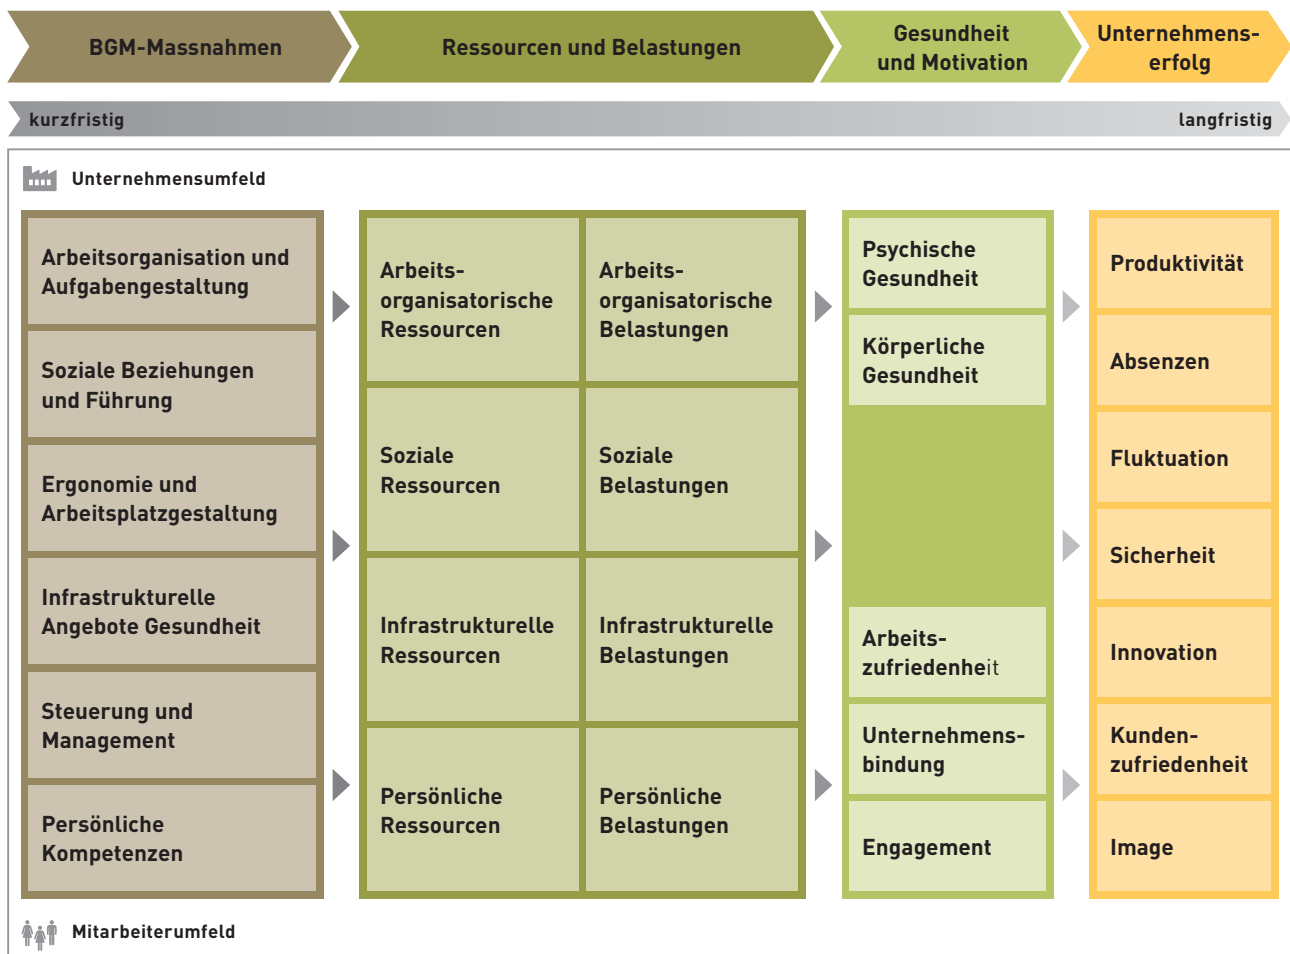 BGM-Massnahmen
Ressourcen und Belastungen
Gesundheit
und Motivation
Unternehmens-
erfolg
kurzfristig
langfristig
Unternehmensumfeld
Arbeitsorganisation und
Aufgabengestaltung
Soziale Beziehungen
und Führung
Ergonomie und
Arbeitsplatzgestaltung
Infrastrukturelle
Angebote Gesundheit
Steuerung und
Management
Persönliche
Kompetenzen
Arbeits-
organisatorische
Ressourcen
Arbeits-
organisatorische
Belastungen
Soziale
Ressourcen
Soziale
Belastungen
Infrastrukturelle
Ressourcen
Infrastrukturelle
Belastungen
Persönliche
Ressourcen
Persönliche
Belastungen
Psychische
Gesundheit
Körperliche
Gesundheit
Arbeits-
zufriedenheit
Unternehmens-
bindung
Engagement
Produktivität
Absenzen
Fluktuation
Sicherheit
Innovation
Kunden-
zufriedenheit
Image
Mitarbeiterumfeld